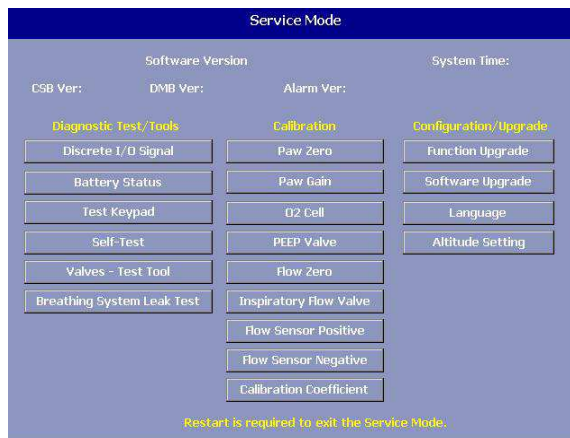 Service Mode
Software Version System Time:
CSB Ver: DMB Ver: Alarm Ver:
Diagnostic Test/Tools Calibration Configuration/Upgrade
Discrete I/O Signal Paw Zero Function Upgrade
Battery Status Paw Gain Software Upgrade
Test Keypad O2 Cell Language
Self-Test PEEP Valve Altitude Setting
Valves - Test Tool Flow Zero
Breathing System Leak Test Inspiratory Flow Valve
Flow Sensor Positive
Flow Sensor Negative
Calibration Coefficient
Restart is required to exit the Service Mode.